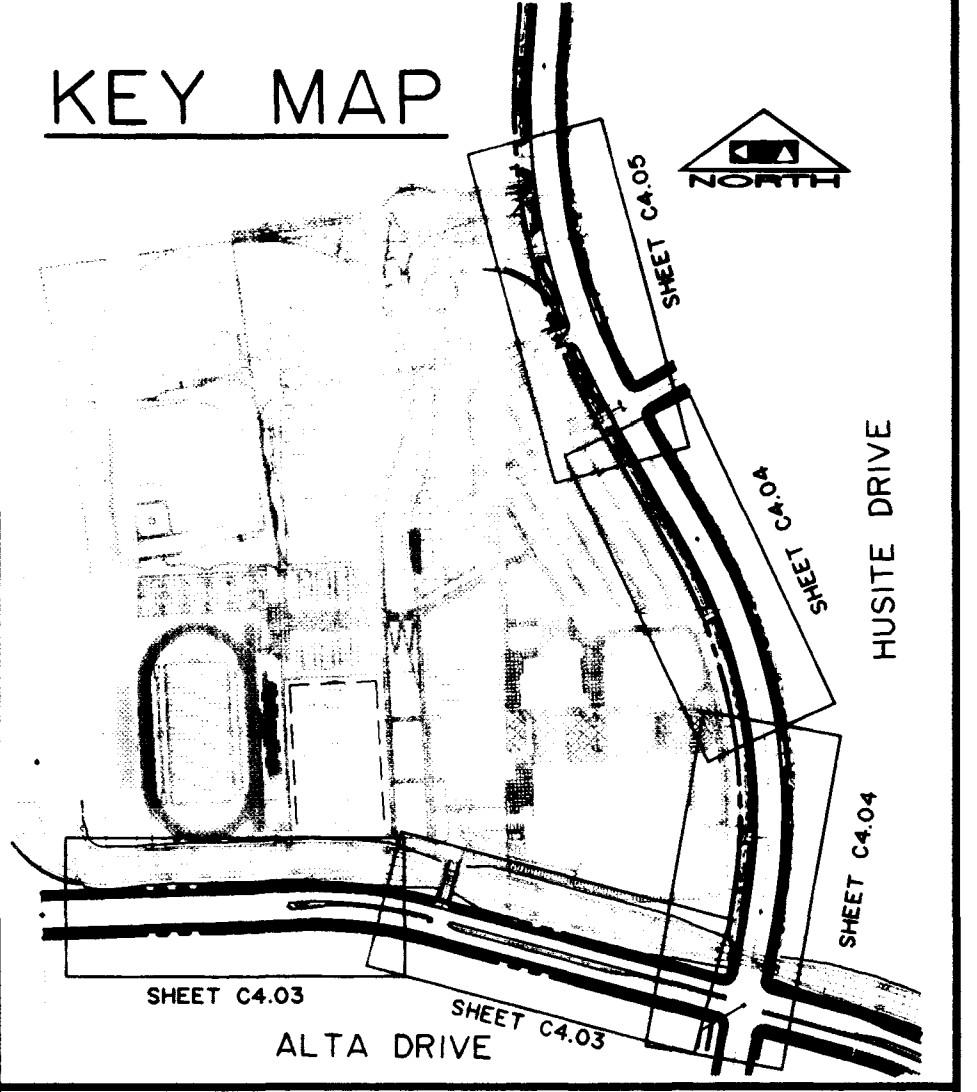 KEY MAP
NORTH
SHEET C4.05
SHEET C4.04
HUSITE DRIVE
SHEET C4.04
SHEET C4.03
SHEET C4.03
ALTA DRIVE